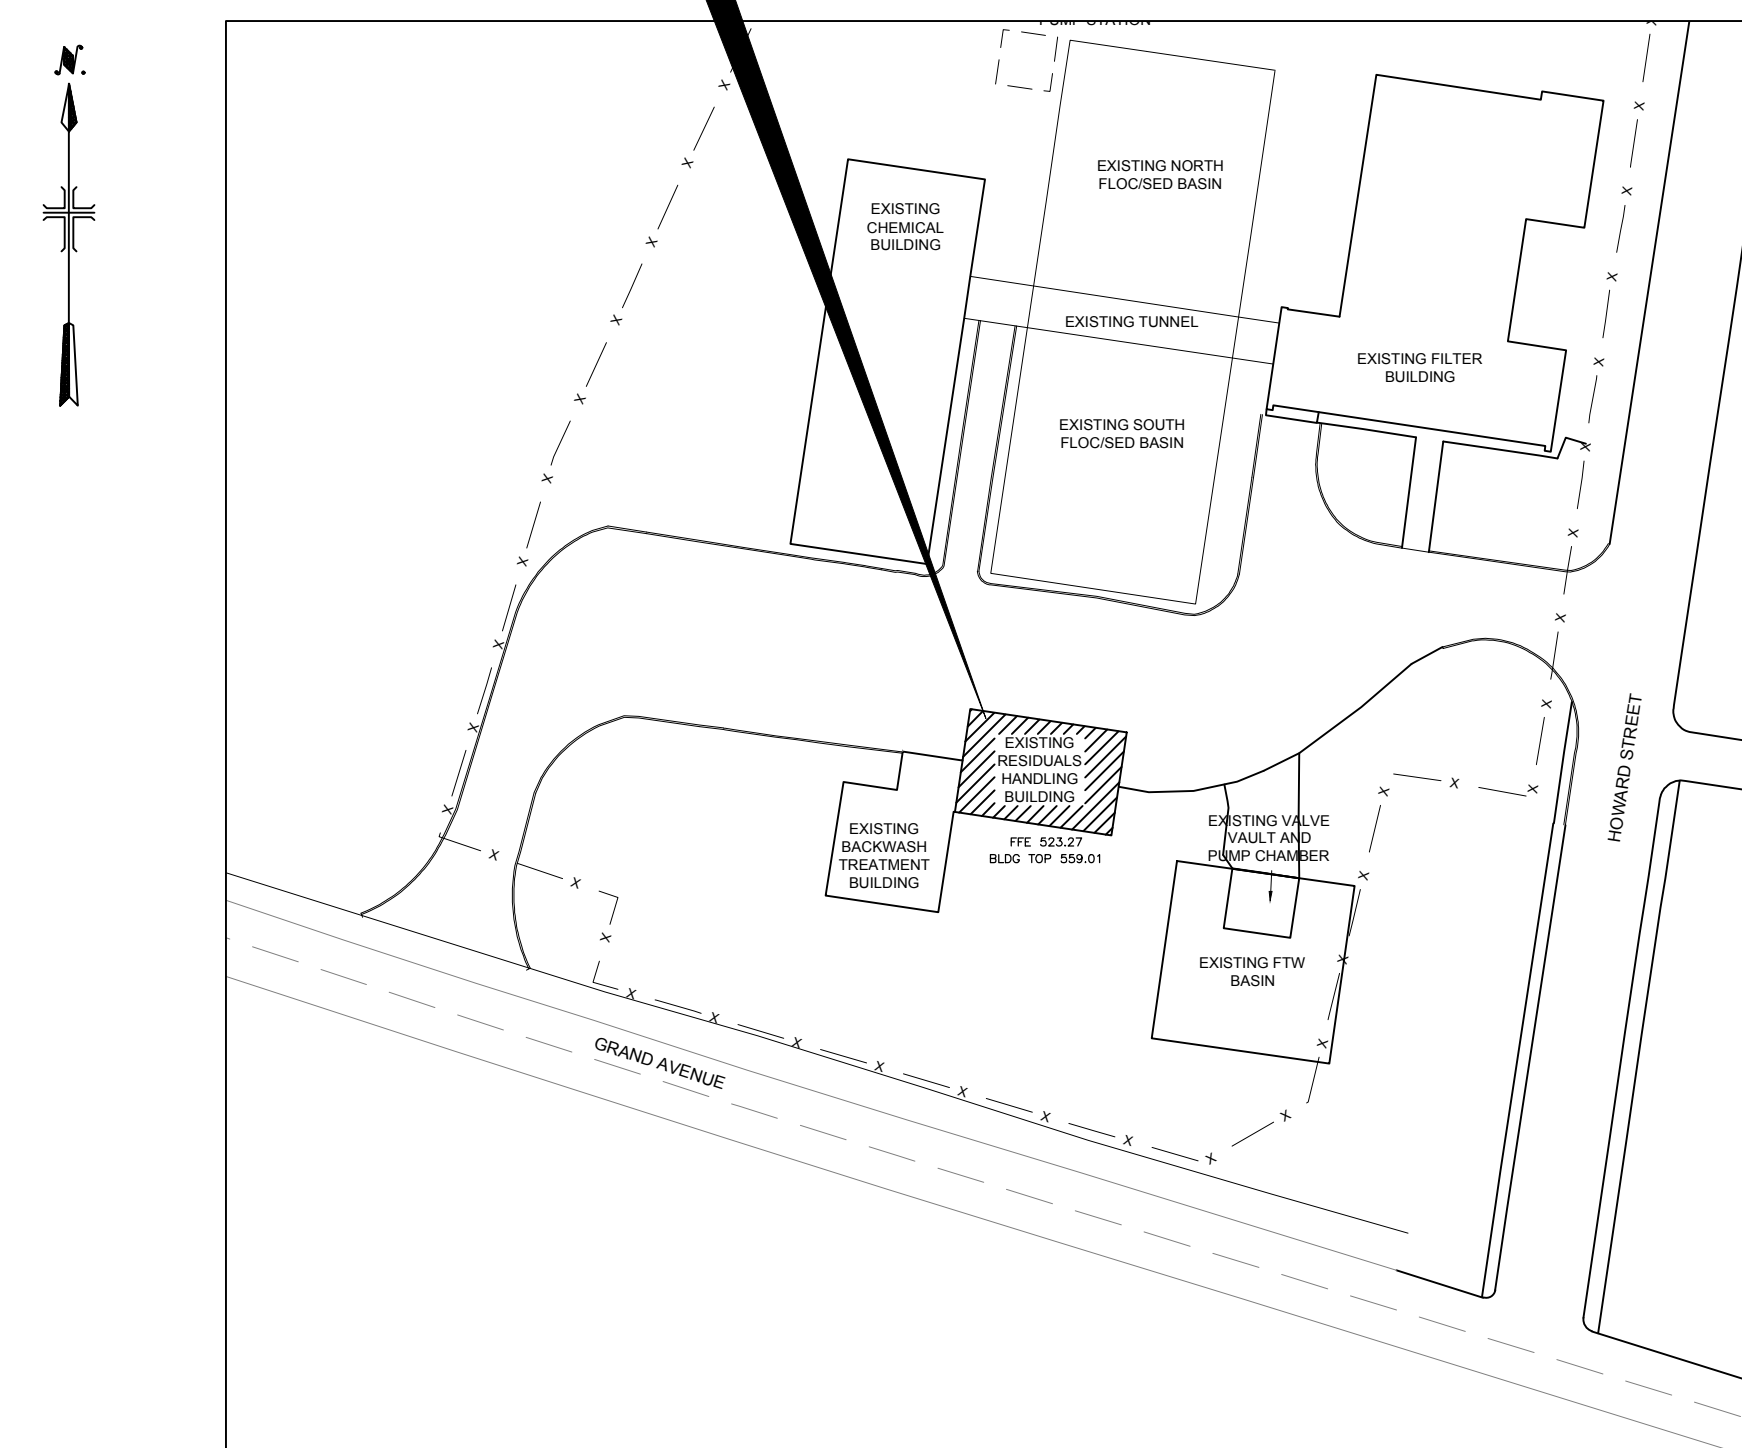 PUMP STATION
N.
EXISTING NORTH
FLOC/SED BASIN
EXISTING
CHEMICAL
BUILDING
EXISTING TUNNEL
EXISTING FILTER
BUILDING
EXISTING SOUTH
FLOC/SED BASIN
HOWARD STREET
EXISTING
RESIDUALS
HANDLING
BUILDING
FFE 523.27
BLDG TOP 559.01
EXISTING
BACKWASH
TREATMENT
BUILDING
EXISTING VALVE
VAULT AND
PUMP CHAMBER
EXISTING FTW
BASIN
GRAND AVENUE